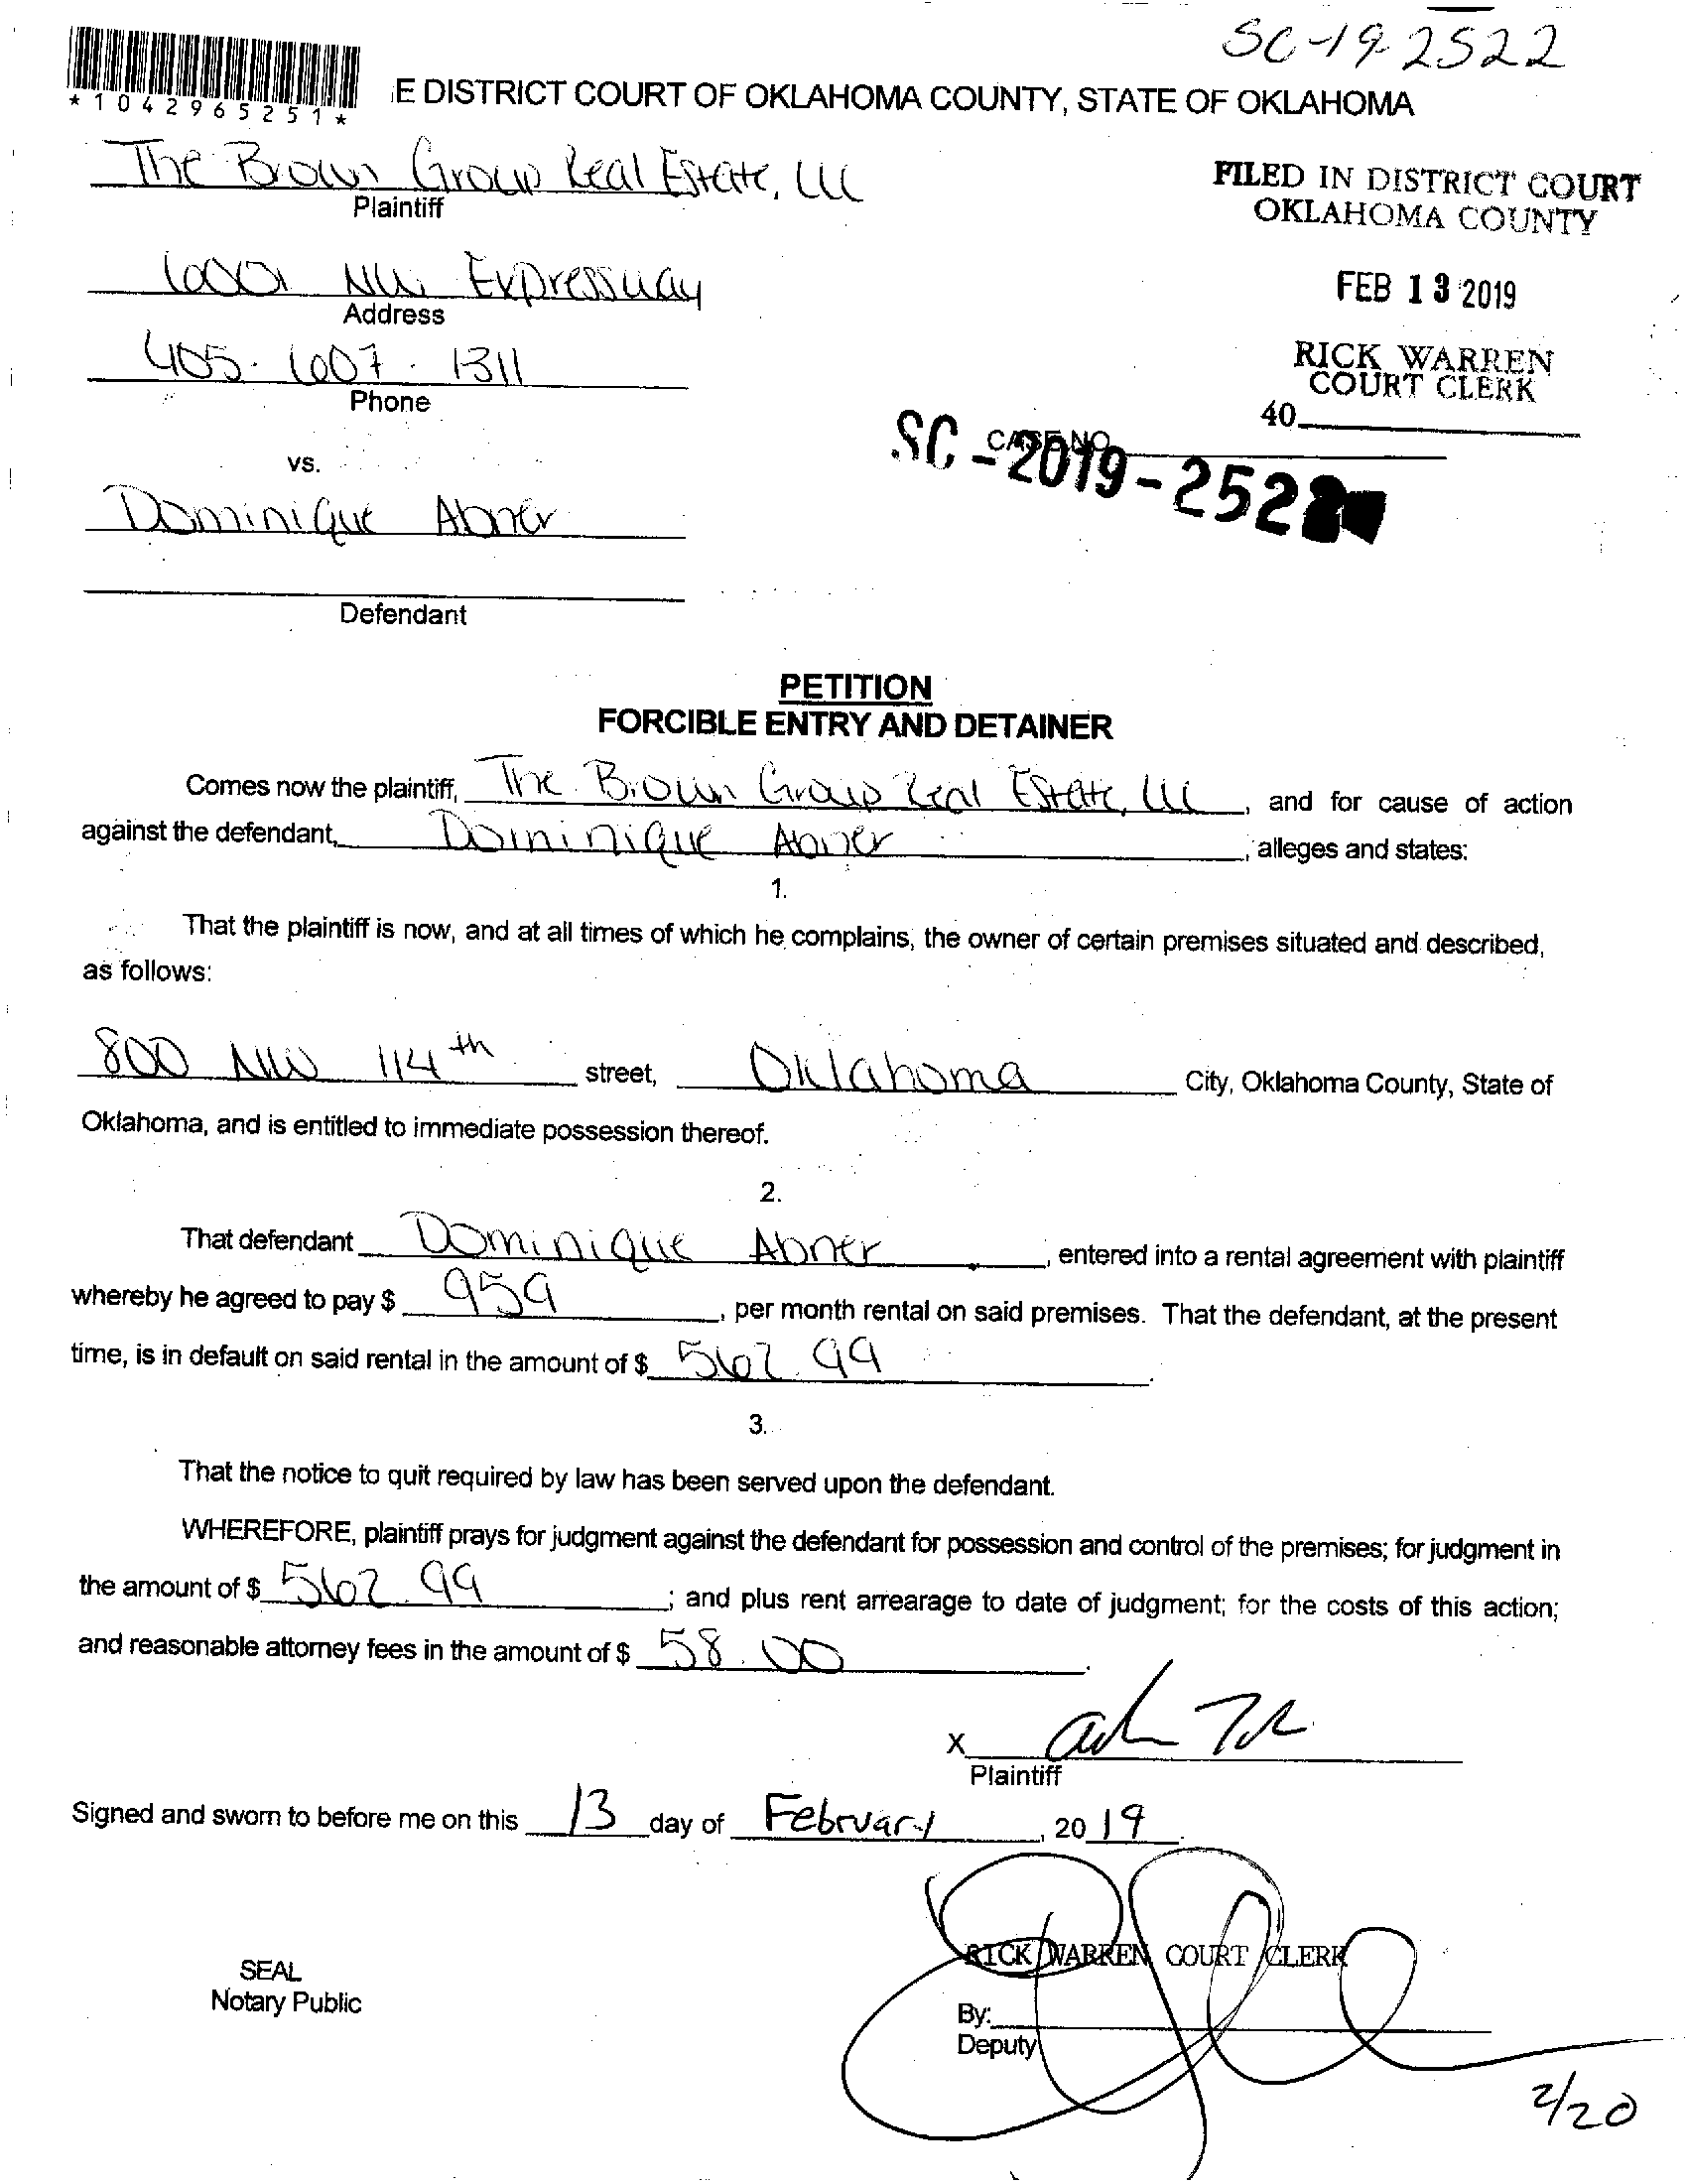 SC-19-2522
*1042965251*
E DISTRICT COURT OF OKLAHOMA COUNTY, STATE OF OKLAHOMA
The Brown Group Real Estate, LLC
Plaintiff
FILED IN DISTRICT COURT
OKLAHOMA COUNTY
6001 NW Expressway
Address
FEB 13 2019
405. 607. 1311
Phone
RICK WARREN
COURT CLERK
40
CASE NO.
SC-2019-2522
vs.
Dominique Abner
Defendant
PETITION
FORCIBLE ENTRY AND DETAINER
Comes now the plaintiff, The Brown Group Real Estate, LLC, and for cause of action
against the defendant, Dominique Abner, alleges and states:
1.
That the plaintiff is now, and at all times of which he complains, the owner of certain premises situated and described,
as follows:
800 NW 114th street, Oklahoma City, Oklahoma County, State of
Oklahoma, and is entitled to immediate possession thereof.
2.
That defendant Dominique Abner, entered into a rental agreement with plaintiff
whereby he agreed to pay $ 959, per month rental on said premises. That the defendant, at the present
time, is in default on said rental in the amount of $ 562.99.
3.
That the notice to quit required by law has been served upon the defendant.
WHEREFORE, plaintiff prays for judgment against the defendant for possession and control of the premises; for judgment in
the amount of $ 562.99; and plus rent arrearage to date of judgment; for the costs of this action;
and reasonable attorney fees in the amount of $ 58.00.
X
Plaintiff
Signed and sworn to before me on this 13 day of February, 2019.
SEAL
Notary Public
RICK WARREN COURT CLERK
By:
Deputy
2/20